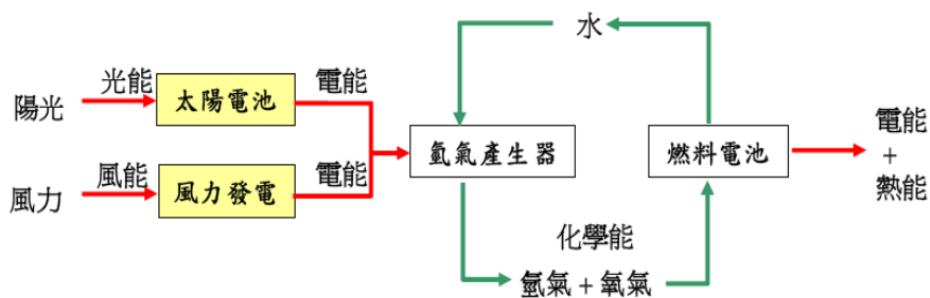 水
陽光
光能
太陽電池
電能
風力
風能
風力發電
電能
氫氣產生器
燃料電池
電能
+
熱能
化學能
氫氣 + 氧氣